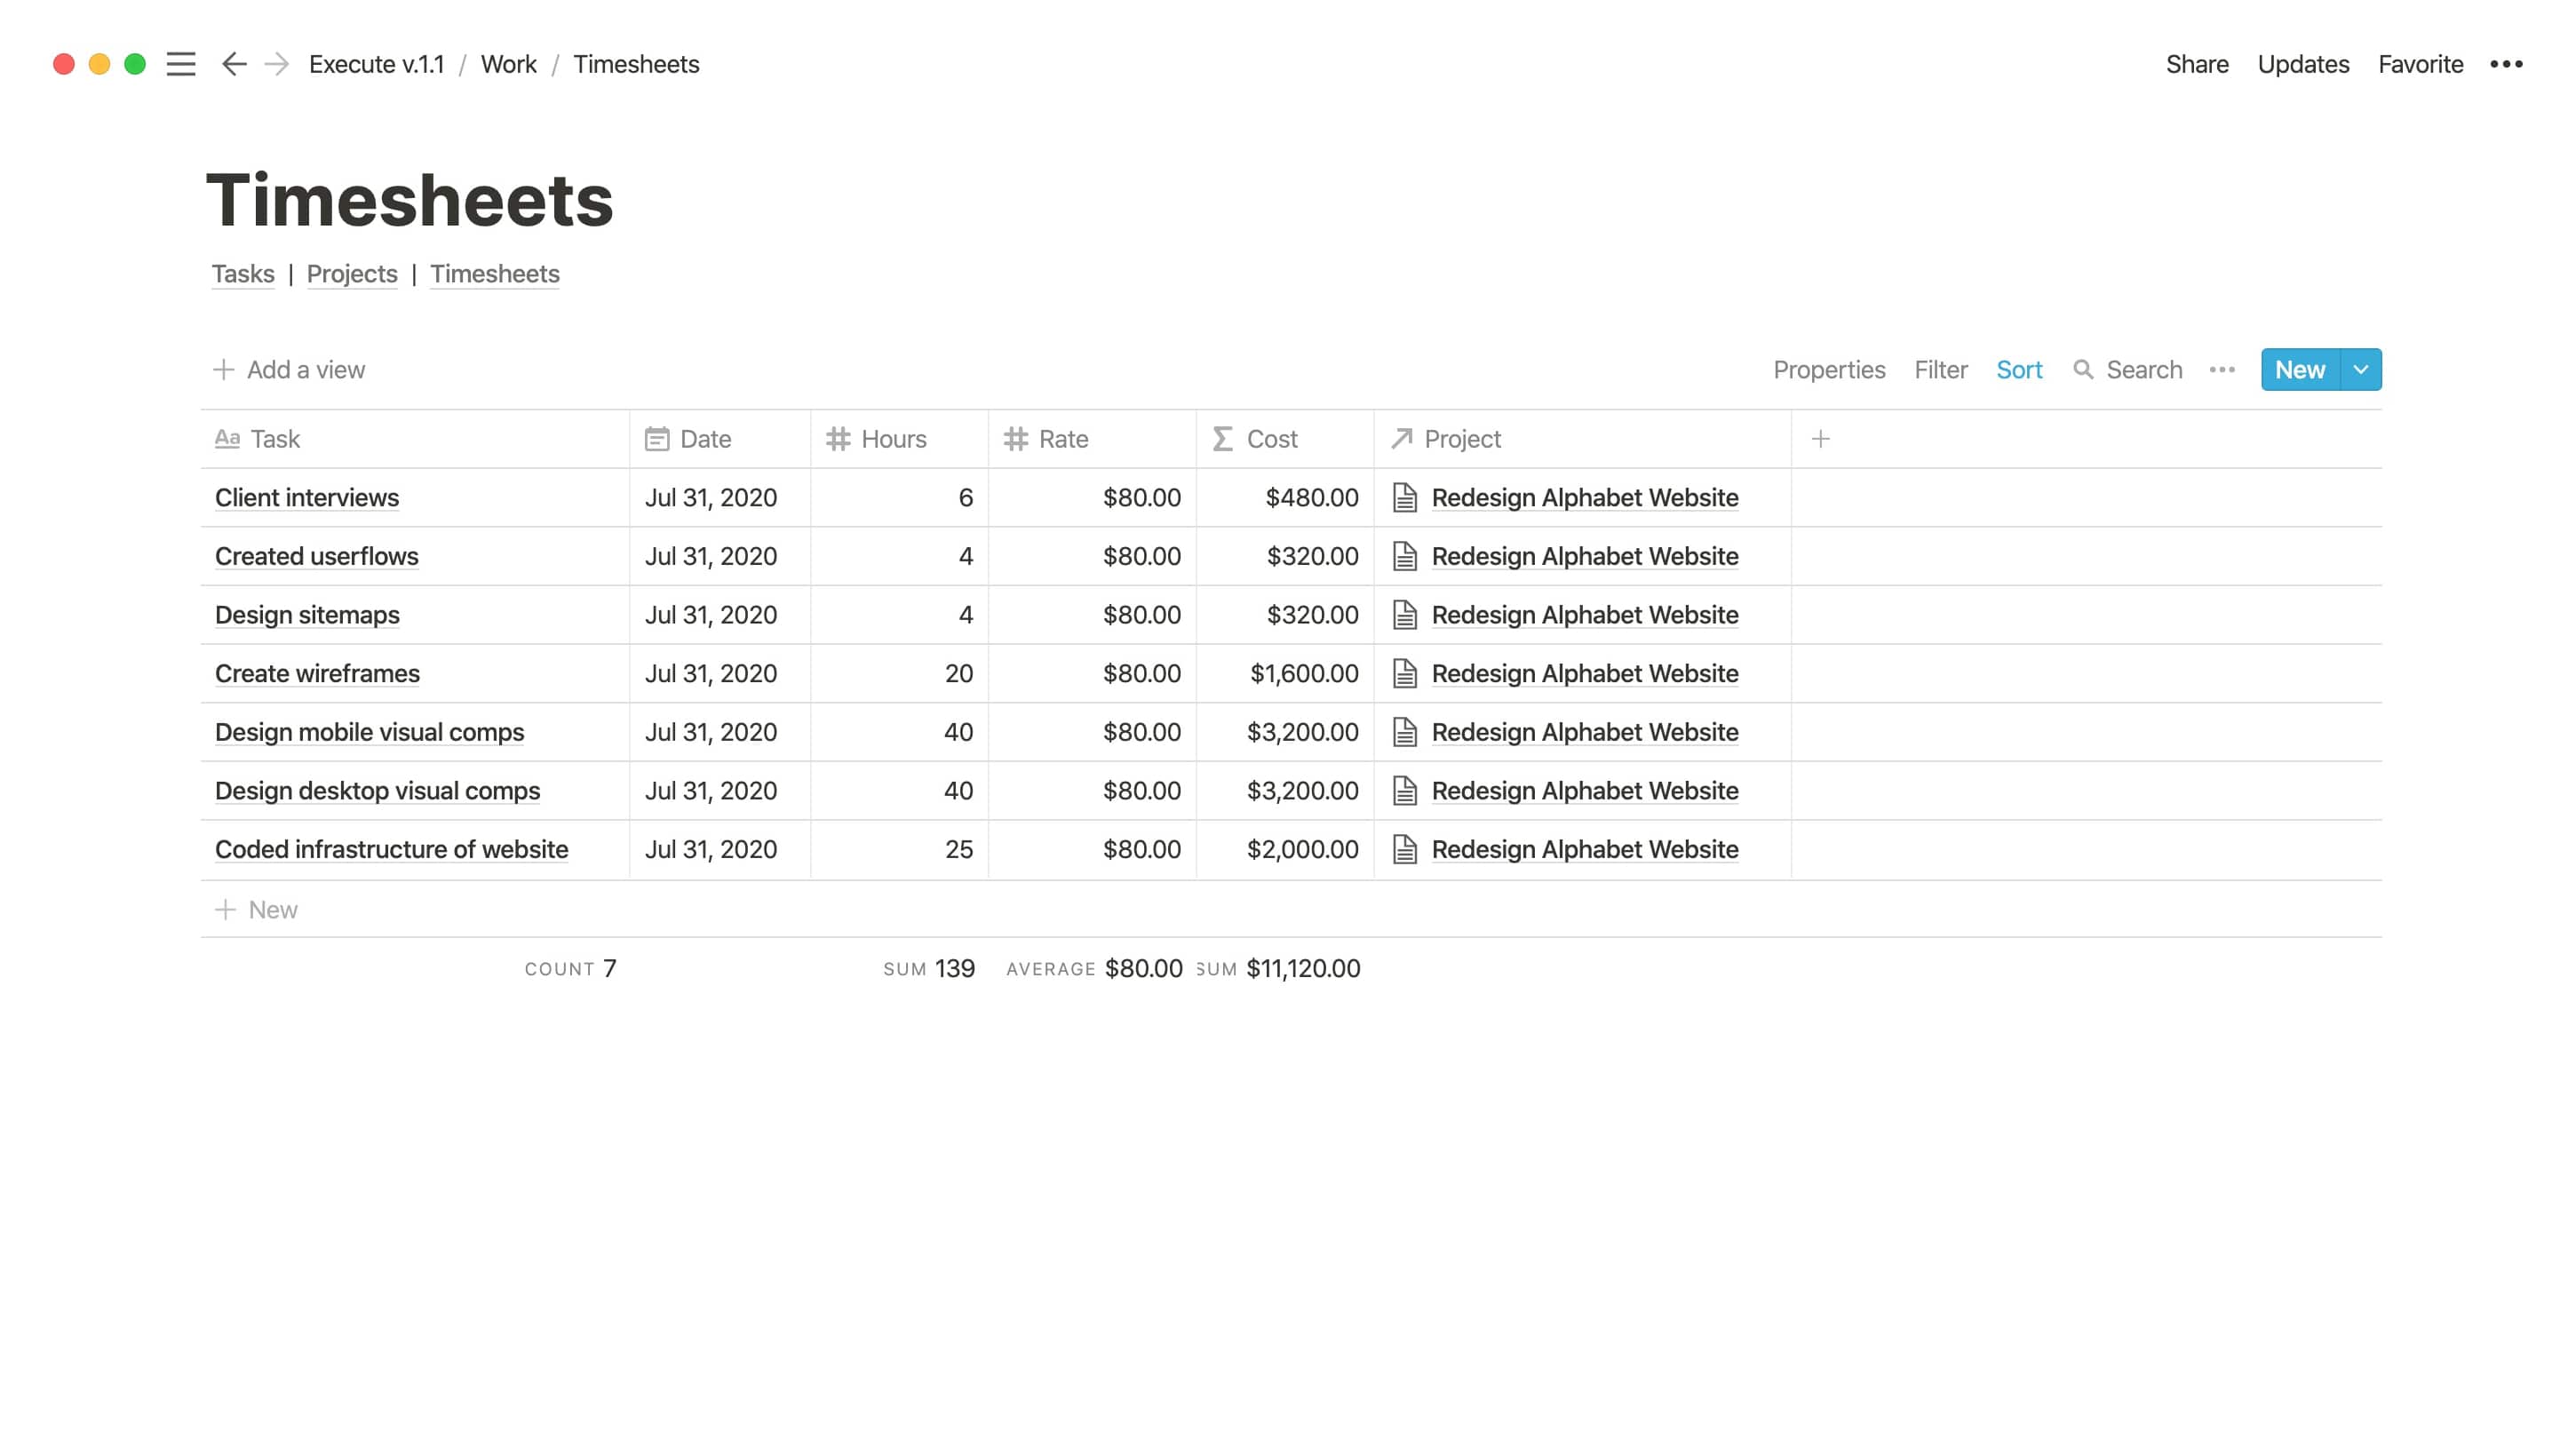 Execute v.1.1 / Work / Timesheets Share Updates Favorite
Timesheets
Tasks | Projects | Timesheets
+ Add a view Properties Filter Sort Search New
Aa Task Date # Hours # Rate Σ Cost Project +
Client interviews Jul 31, 2020 6 $80.00 $480.00 Redesign Alphabet Website
Created userflows Jul 31, 2020 4 $80.00 $320.00 Redesign Alphabet Website
Design sitemaps Jul 31, 2020 4 $80.00 $320.00 Redesign Alphabet Website
Create wireframes Jul 31, 2020 20 $80.00 $1,600.00 Redesign Alphabet Website
Design mobile visual comps Jul 31, 2020 40 $80.00 $3,200.00 Redesign Alphabet Website
Design desktop visual comps Jul 31, 2020 40 $80.00 $3,200.00 Redesign Alphabet Website
Coded infrastructure of website Jul 31, 2020 25 $80.00 $2,000.00 Redesign Alphabet Website
+ New
COUNT 7 SUM 139 AVERAGE $80.00 SUM $11,120.00